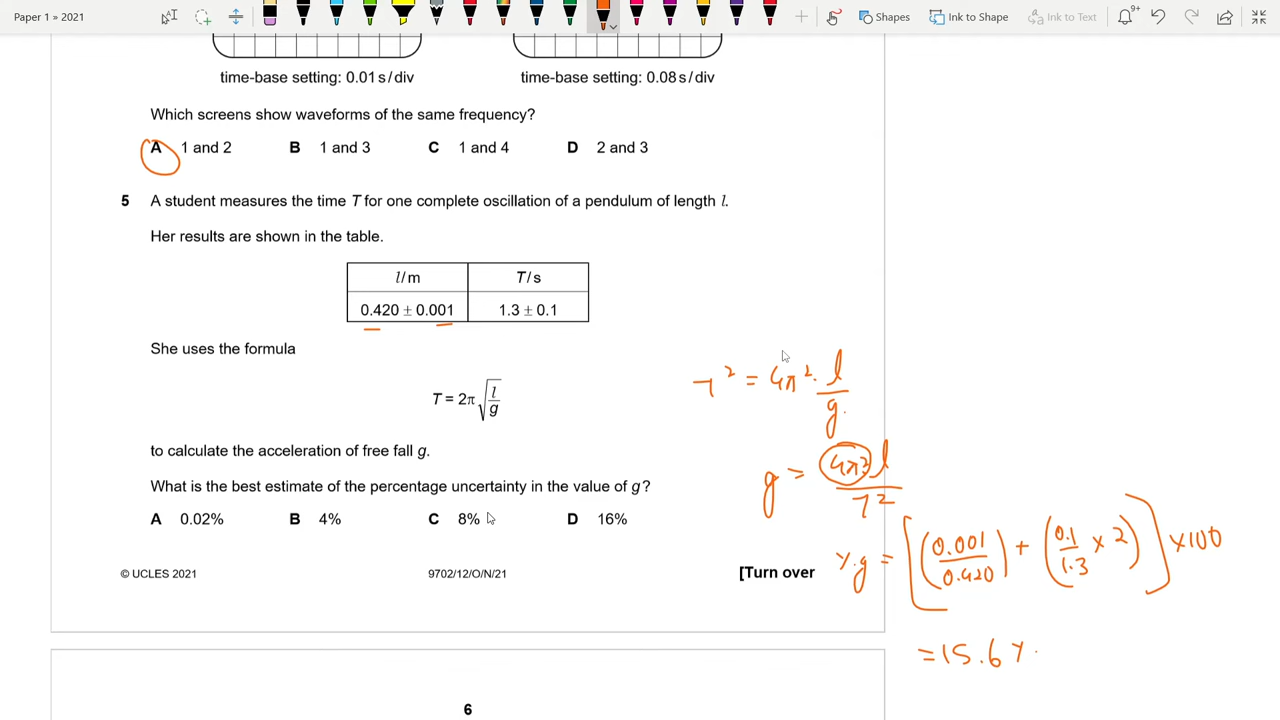 Paper 1 » 2021
Shapes
Ink to Shape
Ink to Text
9+
time-base setting: 0.01 s / div time-base setting: 0.08 s / div
Which screens show waveforms of the same frequency?
A 1 and 2 B 1 and 3 C 1 and 4 D 2 and 3
5 A student measures the time T for one complete oscillation of a pendulum of length l.
Her results are shown in the table.
l / m T / s
0.420 ± 0.001 1.3 ± 0.1
She uses the formula
T = 2π √(l/g)
T² = 4π² · l/g
to calculate the acceleration of free fall g.
g = 4π² l / T²
What is the best estimate of the percentage uncertainty in the value of g?
A 0.02% B 4% C 8% D 16%
% g = [(0.001/0.420) + (0.1/1.3 × 2)] × 100
© UCLES 2021 9702/12/O/N/21 [Turn over
= 15.6 %
6